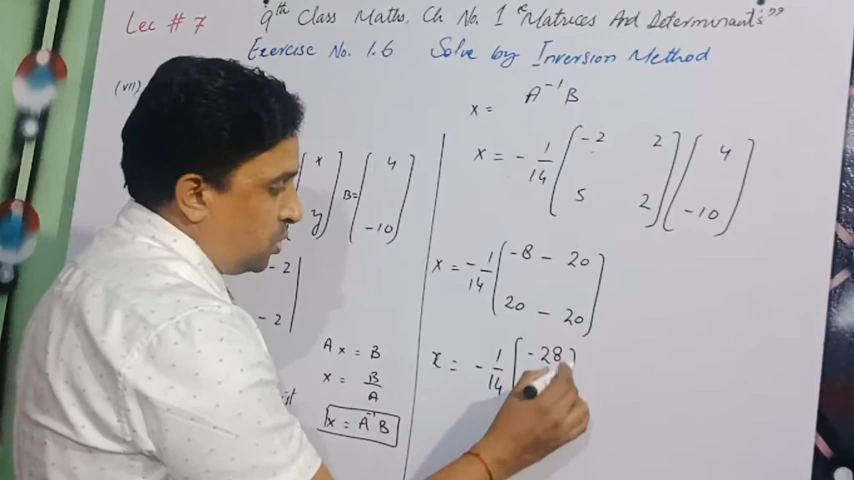 Lec # 7
9th Class Maths, Ch No. 1 "Matrices And Determinants"
Exercise No. 1.6 Solve by Inversion Method
(vii)
x y B= 4 -10
- 2
- 2
Ax = B
x = B/A
x = A⁻¹B
x = A⁻¹B
x = - 1/14 [-2 2 5 2] [4 -10]
x = - 1/14 [-8 - 20 20 - 20]
x = - 1/14 [-28